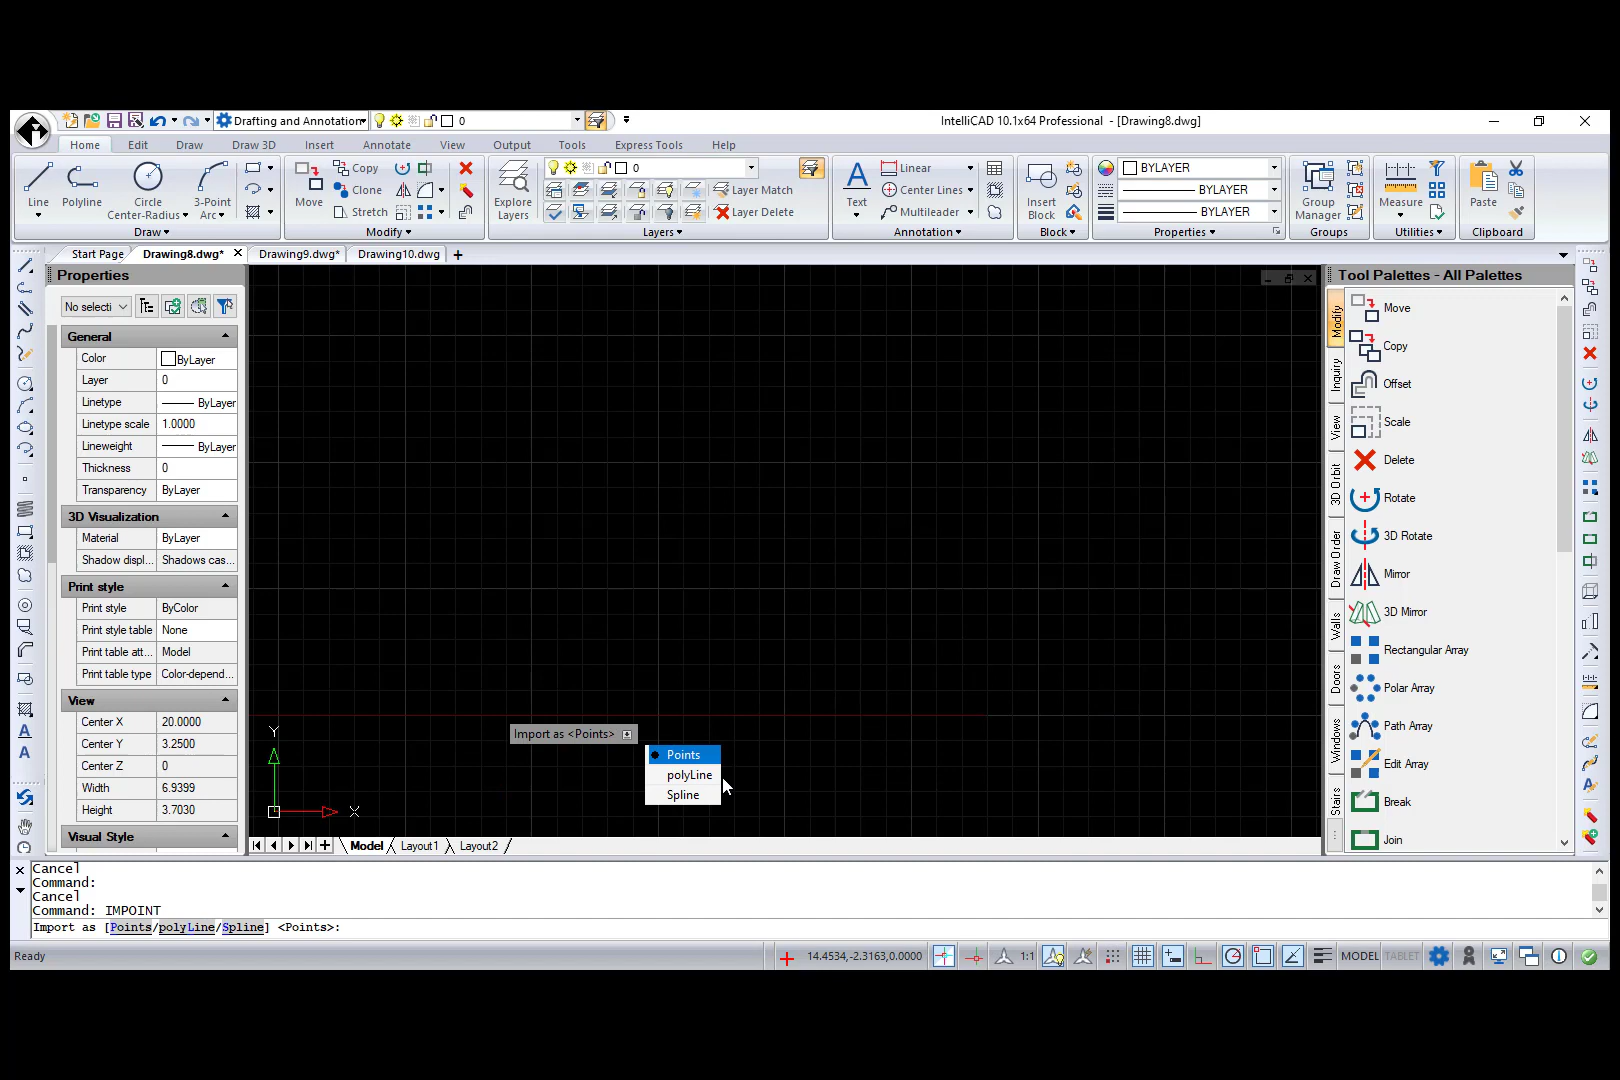 Drafting and Annotation
0
IntelliCAD 10.1x64 Professional - [Drawing8.dwg]
Home Edit Draw Draw 3D Insert Annotate View Output Tools Express Tools Help
Line
Polyline
Circle
Center-Radius
3-Point
Arc
Draw
Move
Copy
Clone
Stretch
Modify
Explore
Layers
0
Layer Match
Layer Delete
Layers
Text
Linear
Center Lines
Multileader
Annotation
Insert
Block
Block
BYLAYER
BYLAYER
BYLAYER
Properties
Group
Manager
Groups
Measure
Utilities
Paste
Clipboard
Start Page Drawing8.dwg* Drawing9.dwg* Drawing10.dwg
Properties
No selecti
General
Color ByLayer
Layer 0
Linetype ByLayer
Linetype scale 1.0000
Lineweight ByLayer
Thickness 0
Transparency ByLayer
3D Visualization
Material ByLayer
Shadow displ... Shadows cas...
Print style
Print style ByColor
Print style table None
Print table att... Model
Print table type Color-depend...
View
Center X 20.0000
Center Y 3.2500
Center Z 0
Width 6.9399
Height 3.7030
Visual Style
Y
X
Import as <Points>
Points
polyLine
Spline
Model Layout1 Layout2
Tool Palettes - All Palettes
Modify
Inquiry
View
3D Orbit
Draw Order
Walls
Doors
Windows
Stairs
Move
Copy
Offset
Scale
Delete
Rotate
3D Rotate
Mirror
3D Mirror
Rectangular Array
Polar Array
Path Array
Edit Array
Break
Join
Cancel
Command:
Cancel
Command: IMPOINT
Import as [Points/polyLine/Spline] <Points>:
Ready
14.4534,-2.3163,0.0000
1:1
MODEL
TABLET